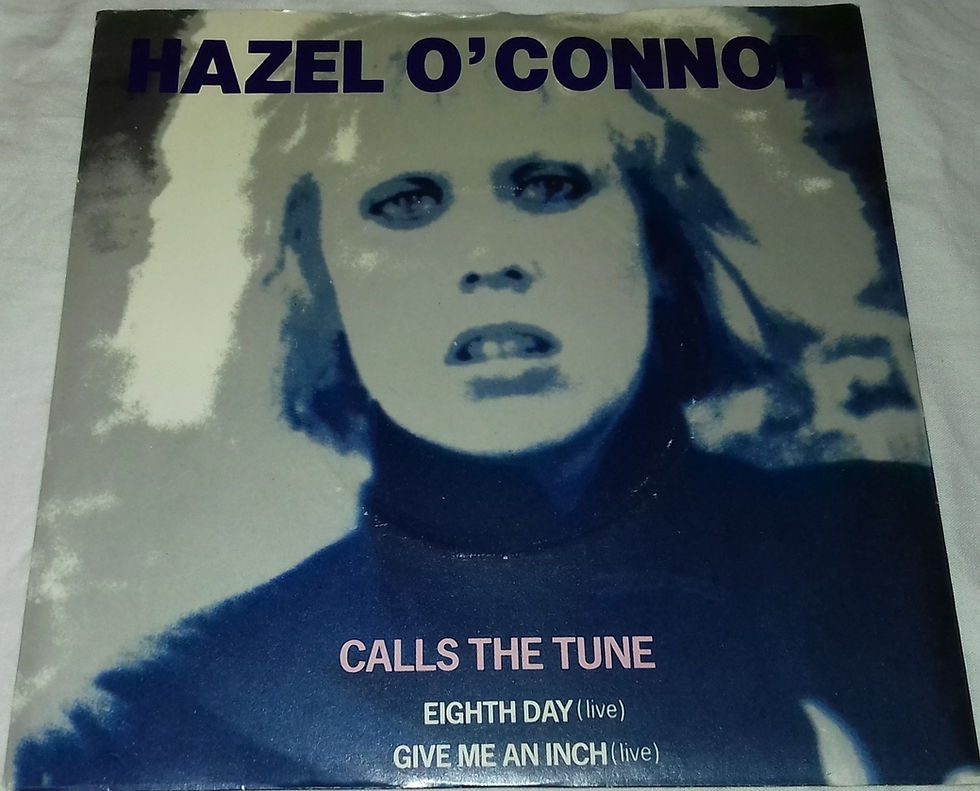 HAZEL O'CONNOR
CALLS THE TUNE
EIGHTH DAY (live)
GIVE ME AN INCH (live)